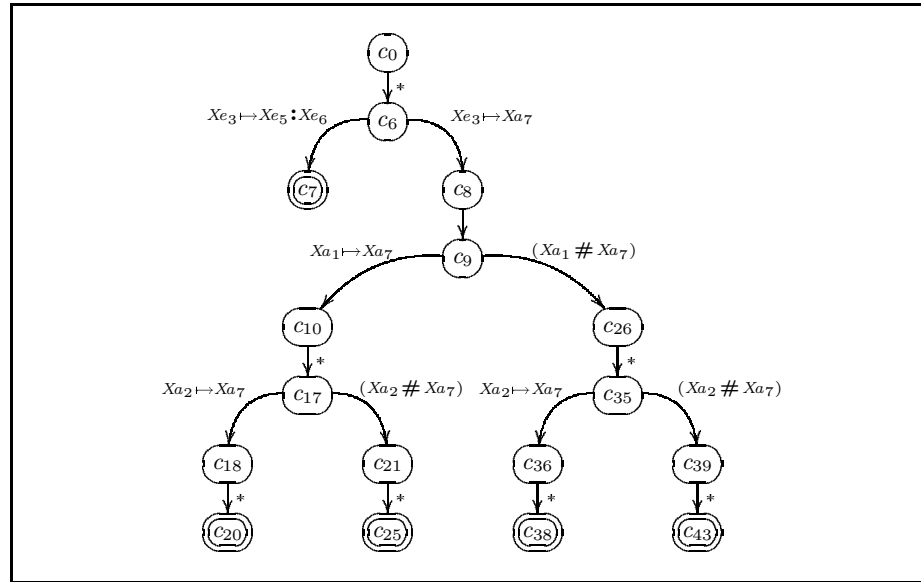 c₀
*
Xe₃↦Xe₅:Xe₆ c₆ Xe₃↦Xa₇
c₇ c₈
Xa₁↦Xa₇ c₉ (Xa₁ # Xa₇)
c₁₀ c₂₆
* *
Xa₂↦Xa₇ c₁₇ (Xa₂ # Xa₇) Xa₂↦Xa₇ c₃₅ (Xa₂ # Xa₇)
c₁₈ c₂₁ c₃₆ c₃₉
* * * *
c₂₀ c₂₅ c₃₈ c₄₃